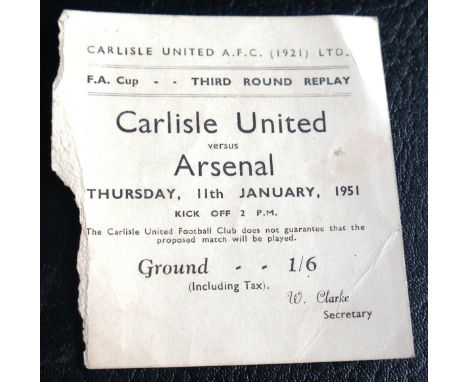 CARLISLE UNITED A.F.C. (1921) LTD.
F.A. Cup - - THIRD ROUND REPLAY
Carlisle United
versus
Arsenal
THURSDAY, 11th JANUARY, 1951
KICK OFF 2 P.M.
The Carlisle United Football Club does not guarantee that the
proposed match will be played.
Ground - - 1/6
(Including Tax).
W. Clarke
Secretary